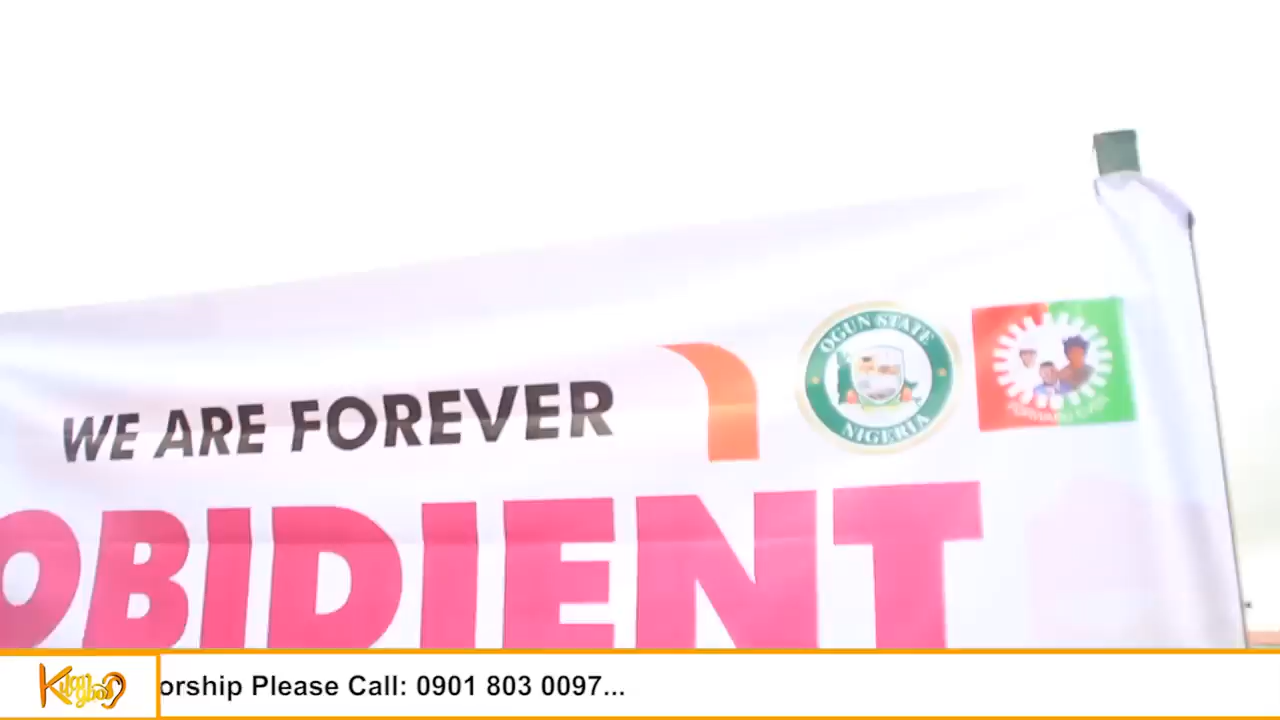 OGUN STATE
NIGERIA
WE ARE FOREVER
OBIDIENT
orship Please Call: 0901 803 0097...